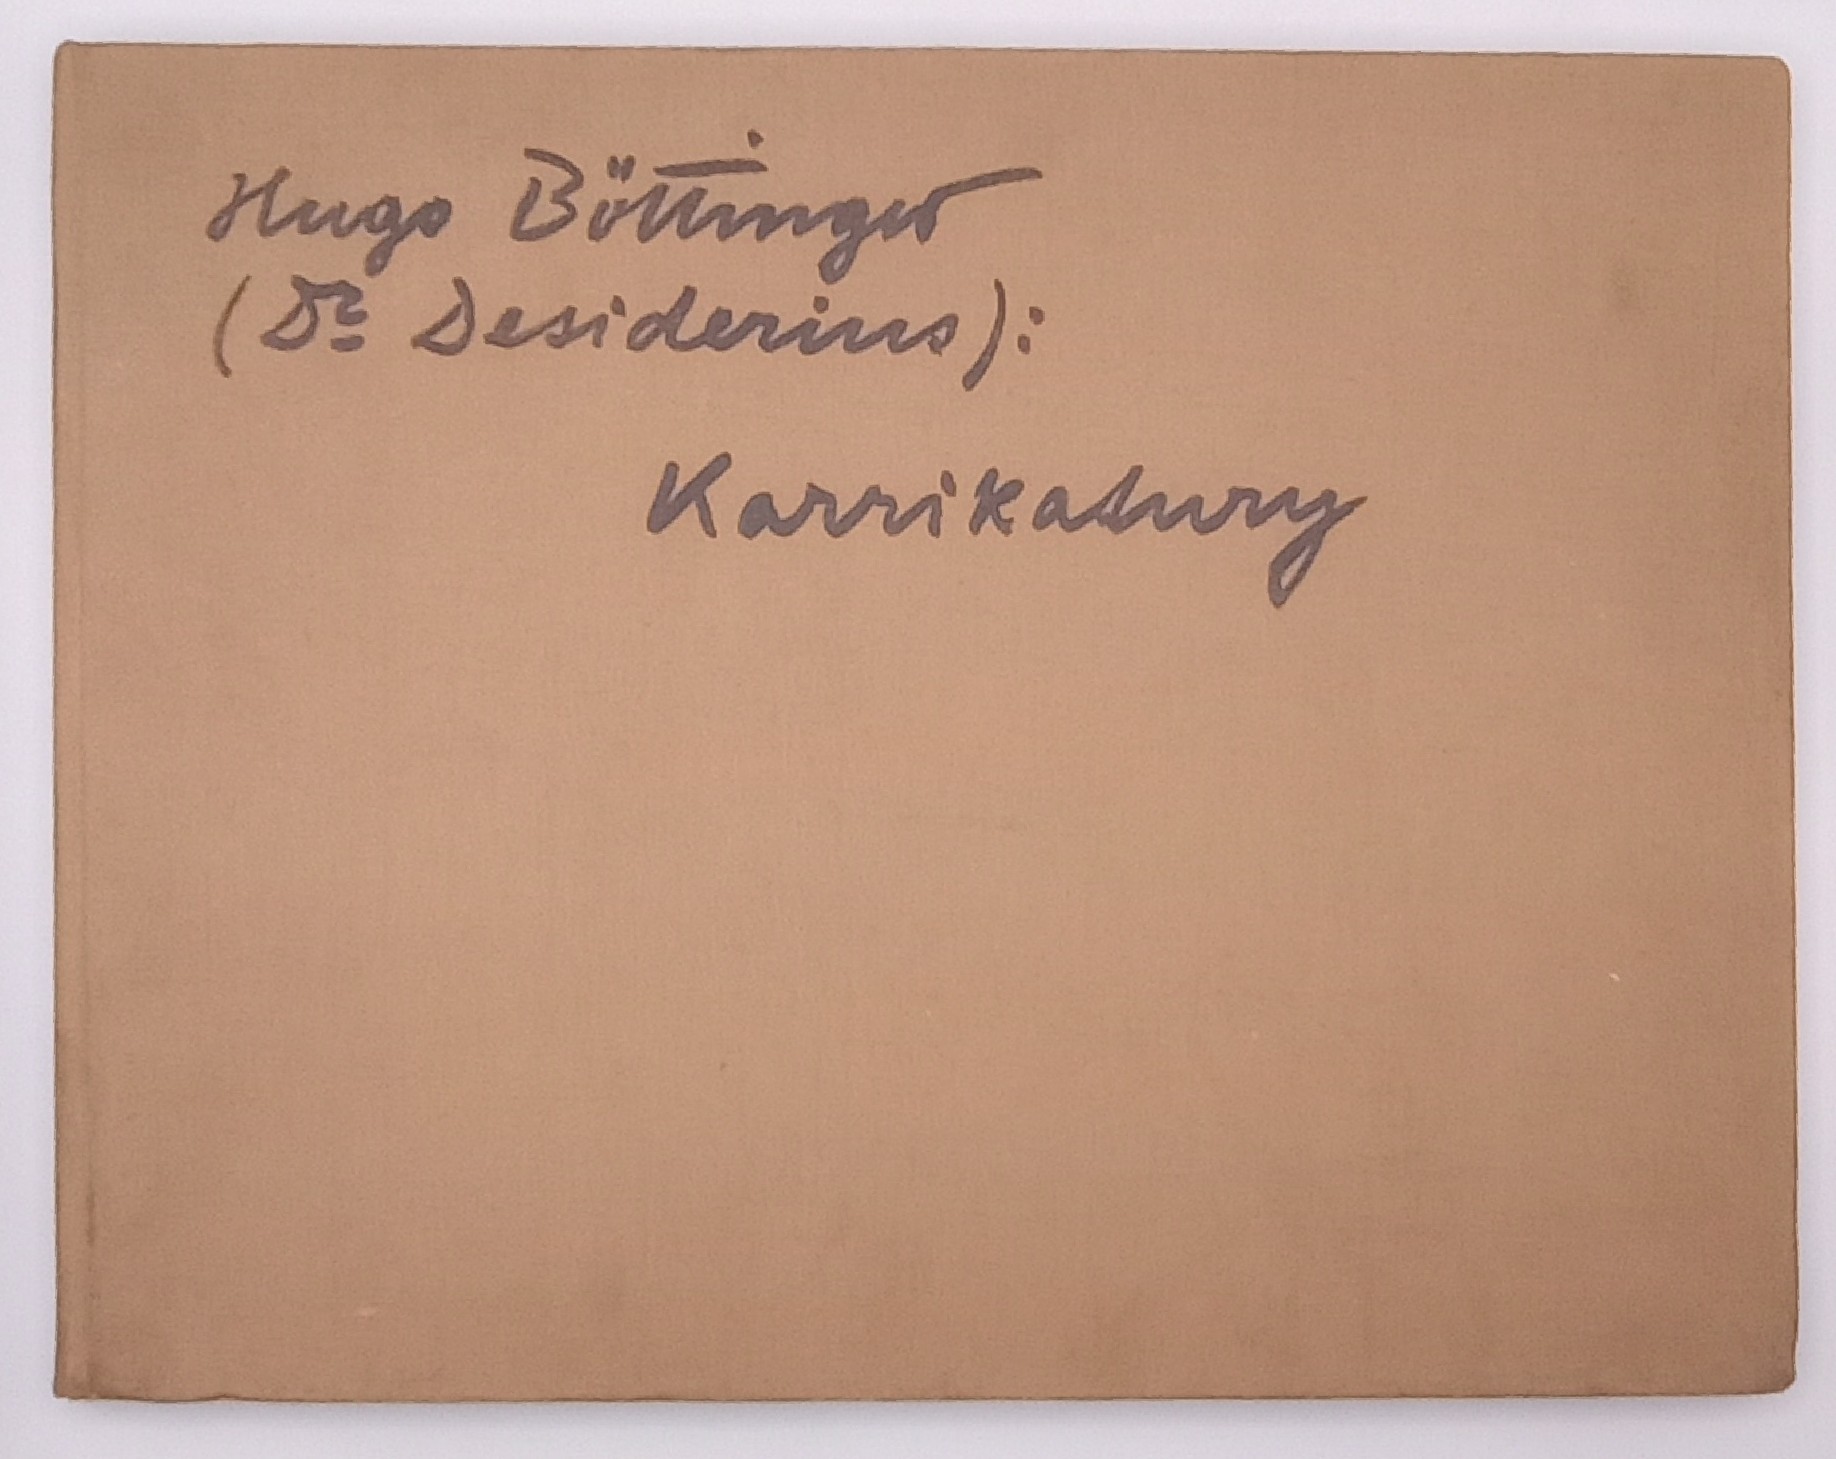 Hugo Böttinger
(Dr Desiderius):
Karrikatury